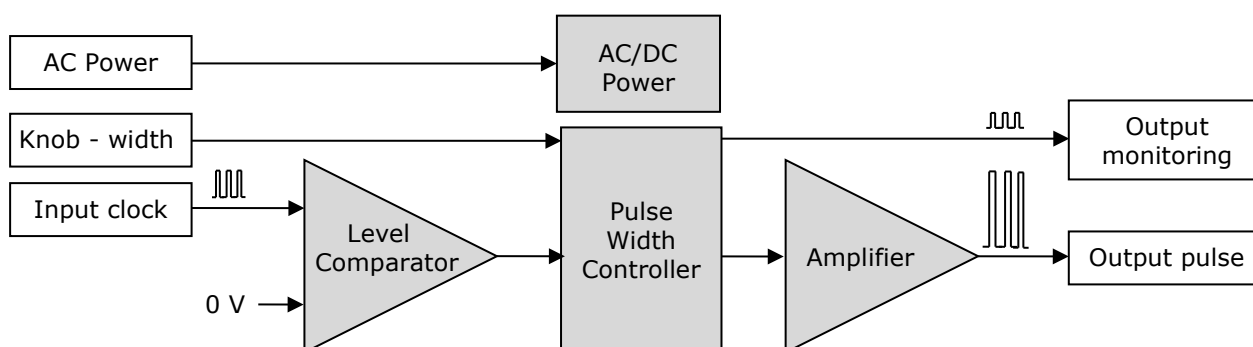 AC Power
AC/DC
Power
Knob - width
Output
monitoring
Input clock
Level
Comparator
Pulse
Width
Controller
Amplifier
Output pulse
0 V